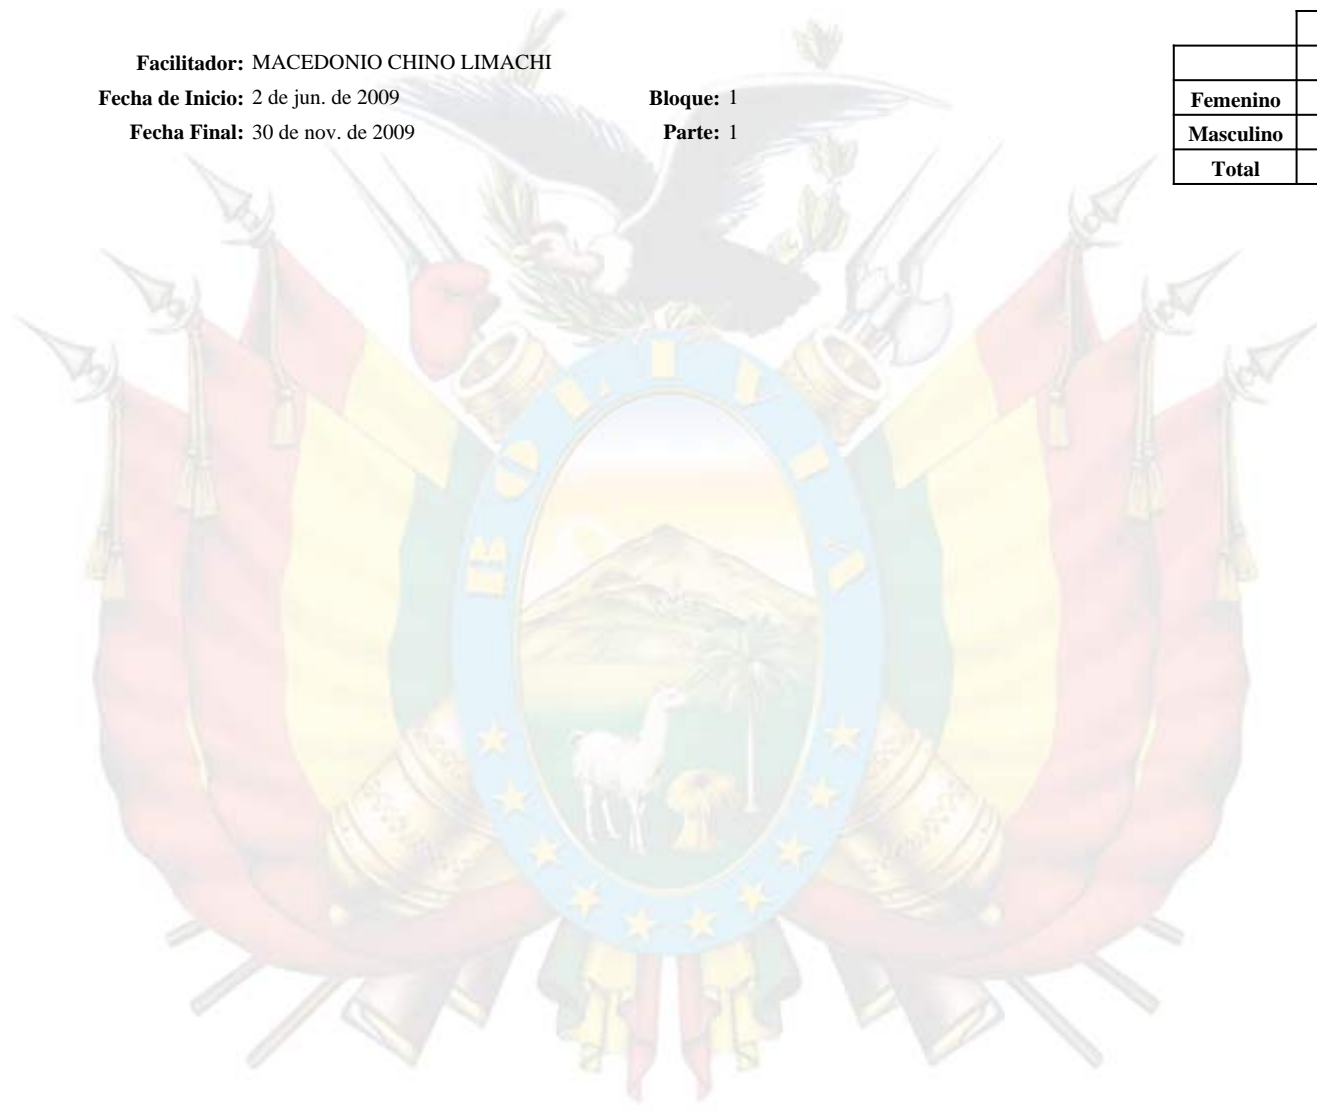 Facilitador: MACEDONIO CHINO LIMACHI
Fecha de Inicio: 2 de jun. de 2009 Bloque: 1
Fecha Final: 30 de nov. de 2009 Parte: 1
Femenino
Masculino
Total
BOLIVIA